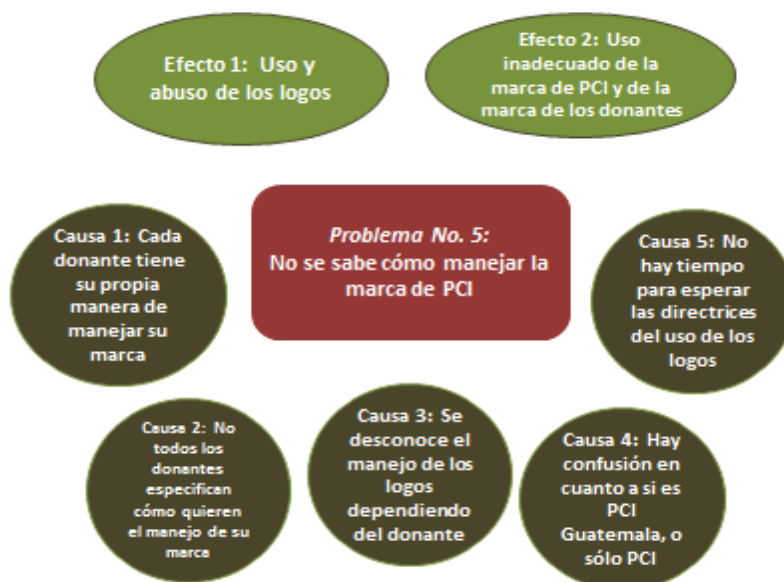 Efecto 1: Uso y
abuso de los logos
Efecto 2: Uso
inadecuado de la
marca de PCI y de la
marca de los donantes
Problema No. 5:
No se sabe cómo manejar la
marca de PCI
Causa 1: Cada
donante tiene
su propia
manera de
manejar su
marca
Causa 2: No
todos los
donantes
especifican
cómo quieren
el manejo de su
marca
Causa 3: Se
desconoce el
manejo de los
logos
dependiendo
del donante
Causa 4: Hay
confusión en
cuanto a si es
PCI
Guatemala, o
sólo PCI
Causa 5: No
hay tiempo
para esperar
las directrices
del uso de los
logos